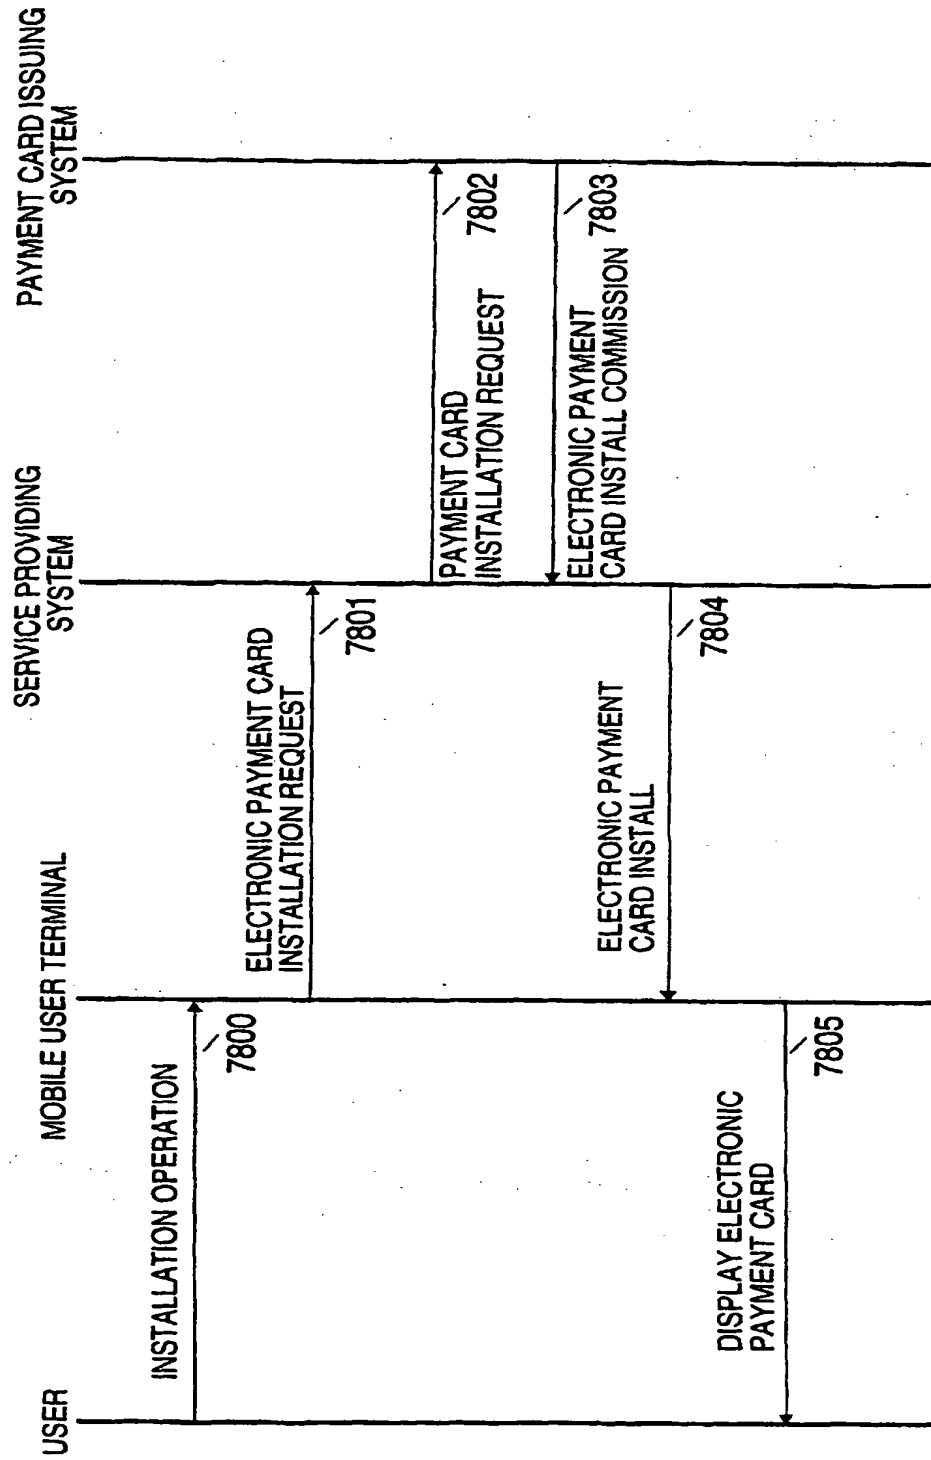 USER
MOBILE USER TERMINAL
SERVICE PROVIDING
SYSTEM
PAYMENT CARD ISSUING
SYSTEM
INSTALLATION OPERATION
7800
ELECTRONIC PAYMENT CARD
INSTALLATION REQUEST
7801
PAYMENT CARD
INSTALLATION REQUEST
7802
ELECTRONIC PAYMENT
CARD INSTALL COMMISSION
7803
ELECTRONIC PAYMENT
CARD INSTALL
7804
DISPLAY ELECTRONIC
PAYMENT CARD
7805